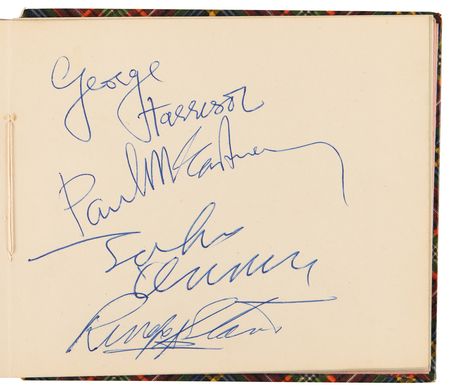 George
Harrison
Paul McCartney
John
Lennon
Ringo Starr